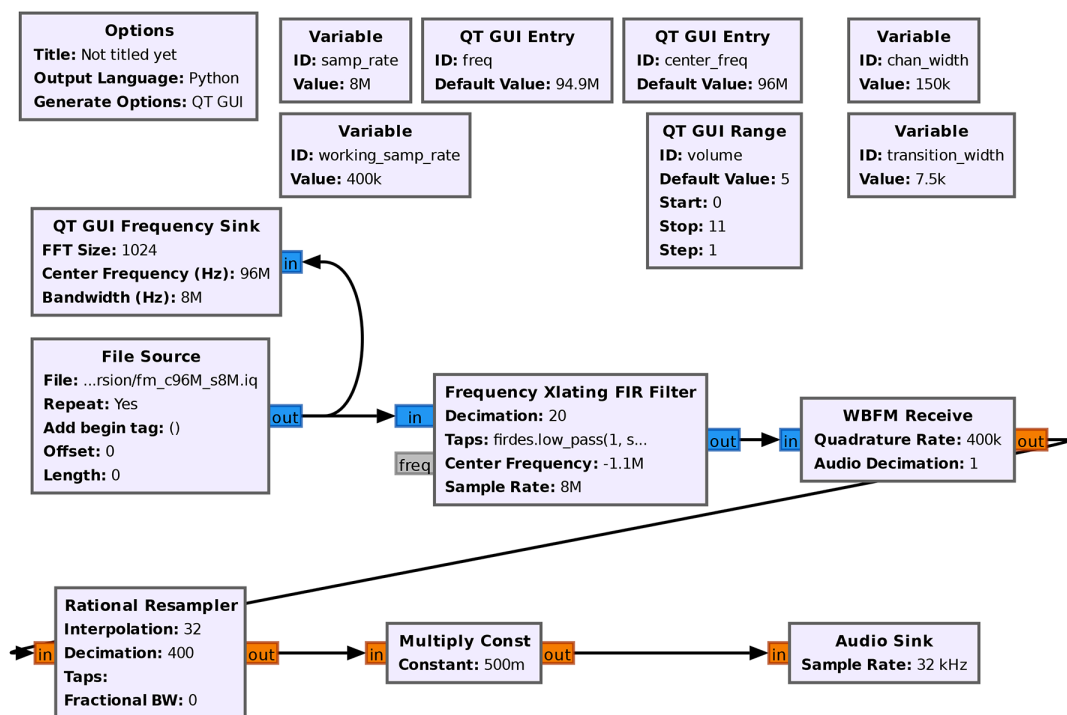 Options
Title: Not titled yet
Output Language: Python
Generate Options: QT GUI
Variable
ID: samp_rate
Value: 8M
QT GUI Entry
ID: freq
Default Value: 94.9M
QT GUI Entry
ID: center_freq
Default Value: 96M
Variable
ID: chan_width
Value: 150k
Variable
ID: working_samp_rate
Value: 400k
QT GUI Range
ID: volume
Default Value: 5
Start: 0
Stop: 11
Step: 1
Variable
ID: transition_width
Value: 7.5k
QT GUI Frequency Sink
FFT Size: 1024
Center Frequency (Hz): 96M
Bandwidth (Hz): 8M
in
File Source
File: ...rsion/fm_c96M_s8M.iq
Repeat: Yes
Add begin tag: ()
Offset: 0
Length: 0
out
in
freq
Frequency Xlating FIR Filter
Decimation: 20
Taps: firdes.low_pass(1, s...
Center Frequency: -1.1M
Sample Rate: 8M
out
in
WBFM Receive
Quadrature Rate: 400k
Audio Decimation: 1
out
in
Rational Resampler
Interpolation: 32
Decimation: 400
Taps:
Fractional BW: 0
out
in
Multiply Const
Constant: 500m
out
in
Audio Sink
Sample Rate: 32 kHz